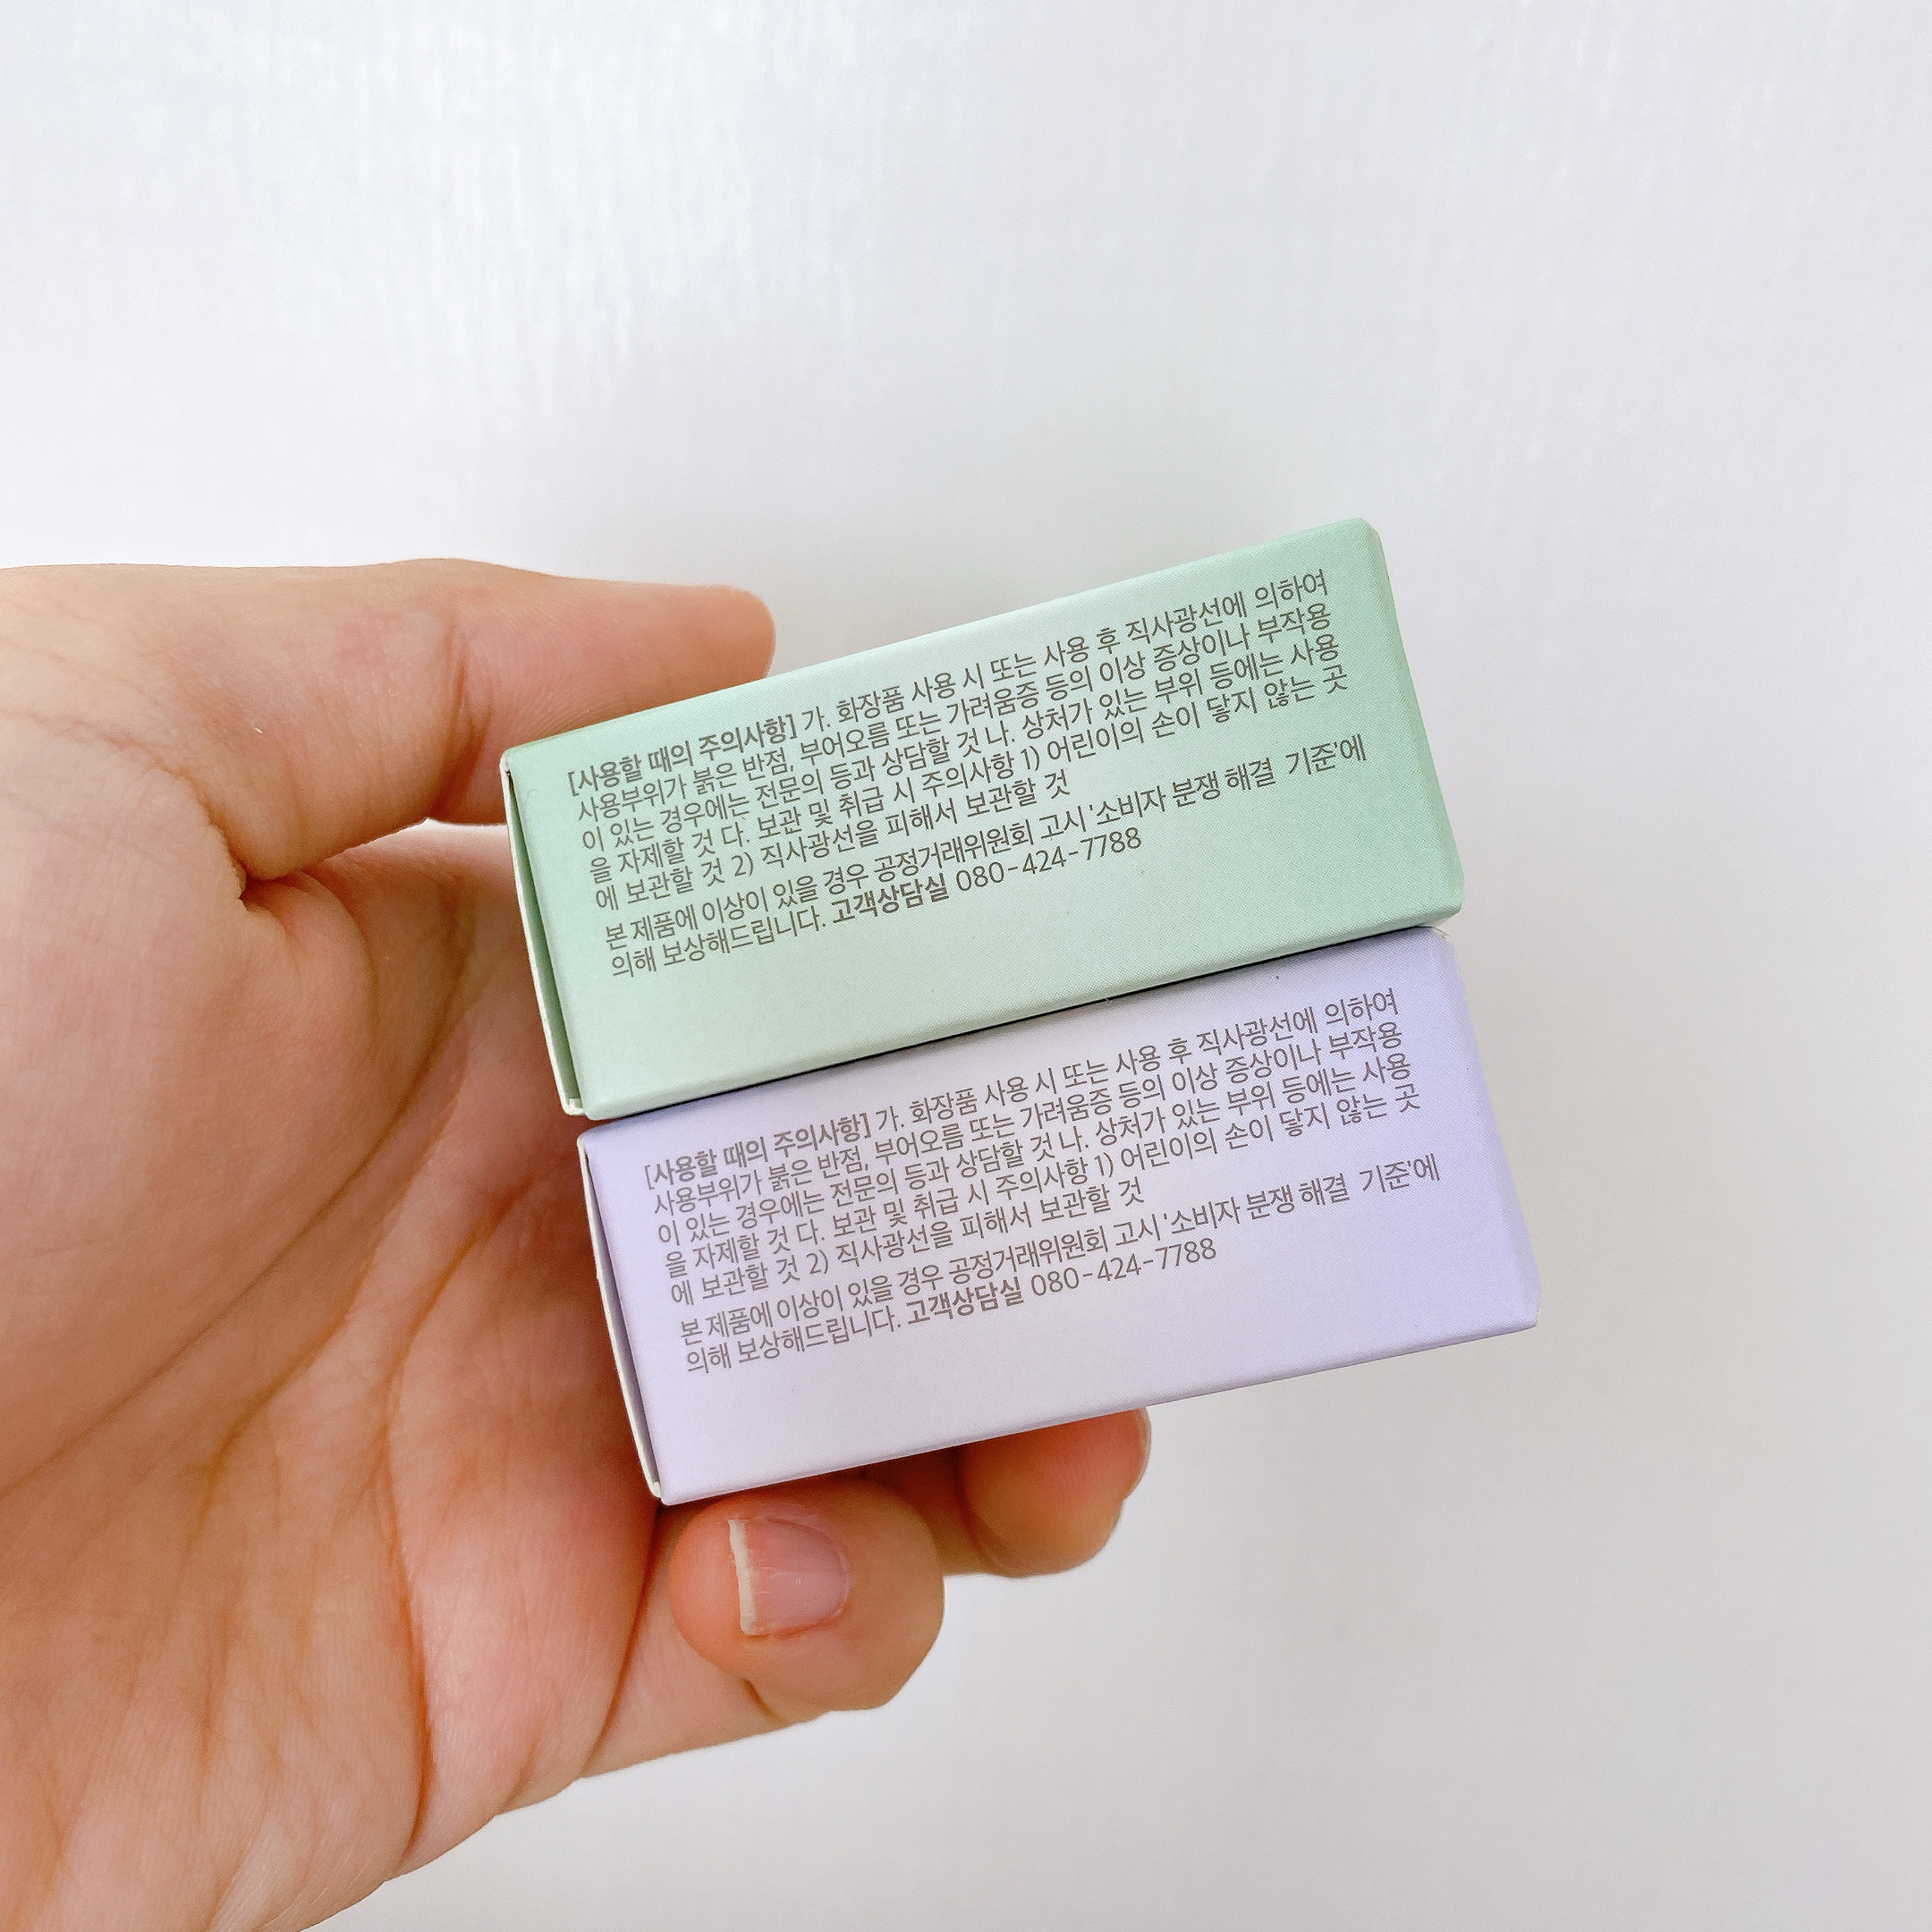 [사용할 때의 주의사항] 가. 화장품 사용 시 또는 사용 후 직사광선에 의하여
사용부위가 붉은 반점, 부어오름 또는 가려움증 등의 이상 증상이나 부작용
이 있는 경우에는 전문의 등과 상담할 것 나. 상처가 있는 부위 등에는 사용
을 자제할 것 다. 보관 및 취급 시 주의사항 1) 어린이의 손이 닿지 않는 곳
에 보관할 것 2) 직사광선을 피해서 보관할 것
본 제품에 이상이 있을 경우 공정거래위원회 고시 '소비자 분쟁 해결 기준'에
의해 보상해드립니다. 고객상담실 080-424-7788
[사용할 때의 주의사항] 가. 화장품 사용 시 또는 사용 후 직사광선에 의하여
사용부위가 붉은 반점, 부어오름 또는 가려움증 등의 이상 증상이나 부작용
이 있는 경우에는 전문의 등과 상담할 것 나. 상처가 있는 부위 등에는 사용
을 자제할 것 다. 보관 및 취급 시 주의사항 1) 어린이의 손이 닿지 않는 곳
에 보관할 것 2) 직사광선을 피해서 보관할 것
본 제품에 이상이 있을 경우 공정거래위원회 고시 '소비자 분쟁 해결 기준'에
의해 보상해드립니다. 고객상담실 080-424-7788